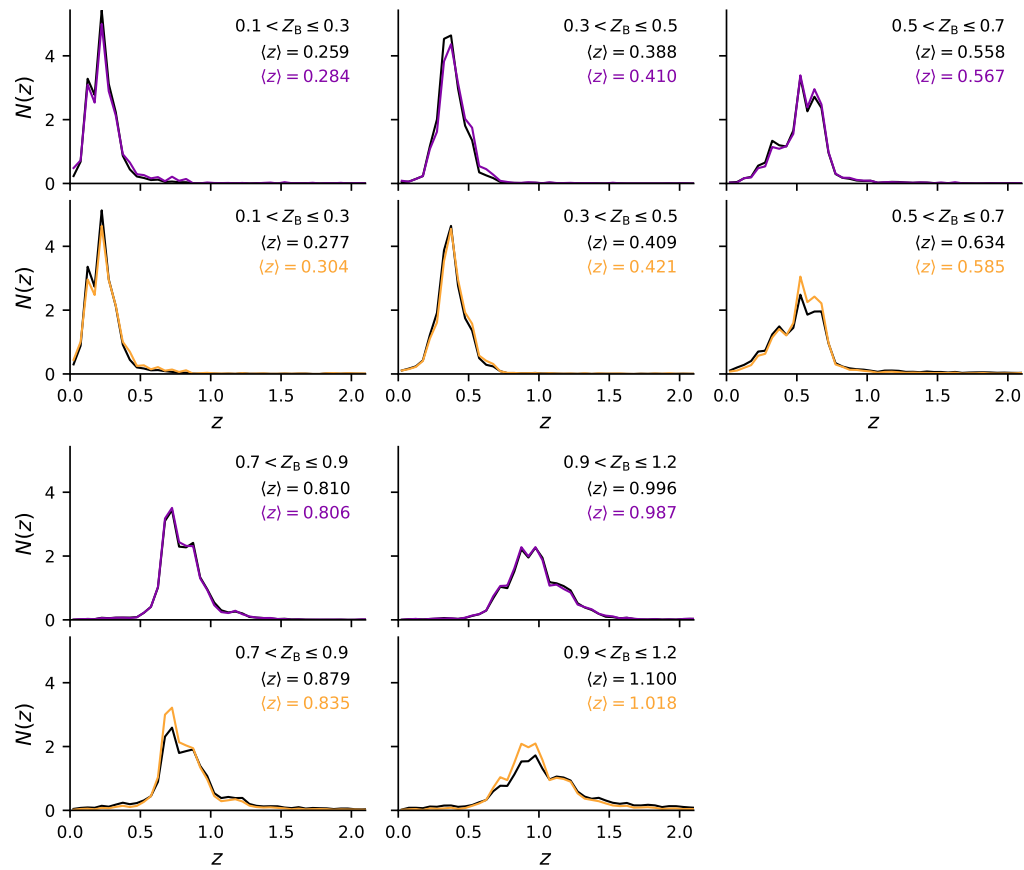 0.1 < Z_B ≤ 0.3
⟨z⟩ = 0.259
⟨z⟩ = 0.284
N(z)
4
2
0
0.3 < Z_B ≤ 0.5
⟨z⟩ = 0.388
⟨z⟩ = 0.410
0.5 < Z_B ≤ 0.7
⟨z⟩ = 0.558
⟨z⟩ = 0.567
0.1 < Z_B ≤ 0.3
⟨z⟩ = 0.277
⟨z⟩ = 0.304
N(z)
4
2
0
0.0 0.5 1.0 1.5 2.0
z
0.3 < Z_B ≤ 0.5
⟨z⟩ = 0.409
⟨z⟩ = 0.421
0.0 0.5 1.0 1.5 2.0
z
0.5 < Z_B ≤ 0.7
⟨z⟩ = 0.634
⟨z⟩ = 0.585
0.0 0.5 1.0 1.5 2.0
z
0.7 < Z_B ≤ 0.9
⟨z⟩ = 0.810
⟨z⟩ = 0.806
N(z)
4
2
0
0.9 < Z_B ≤ 1.2
⟨z⟩ = 0.996
⟨z⟩ = 0.987
0.7 < Z_B ≤ 0.9
⟨z⟩ = 0.879
⟨z⟩ = 0.835
N(z)
4
2
0
0.0 0.5 1.0 1.5 2.0
z
0.9 < Z_B ≤ 1.2
⟨z⟩ = 1.100
⟨z⟩ = 1.018
0.0 0.5 1.0 1.5 2.0
z